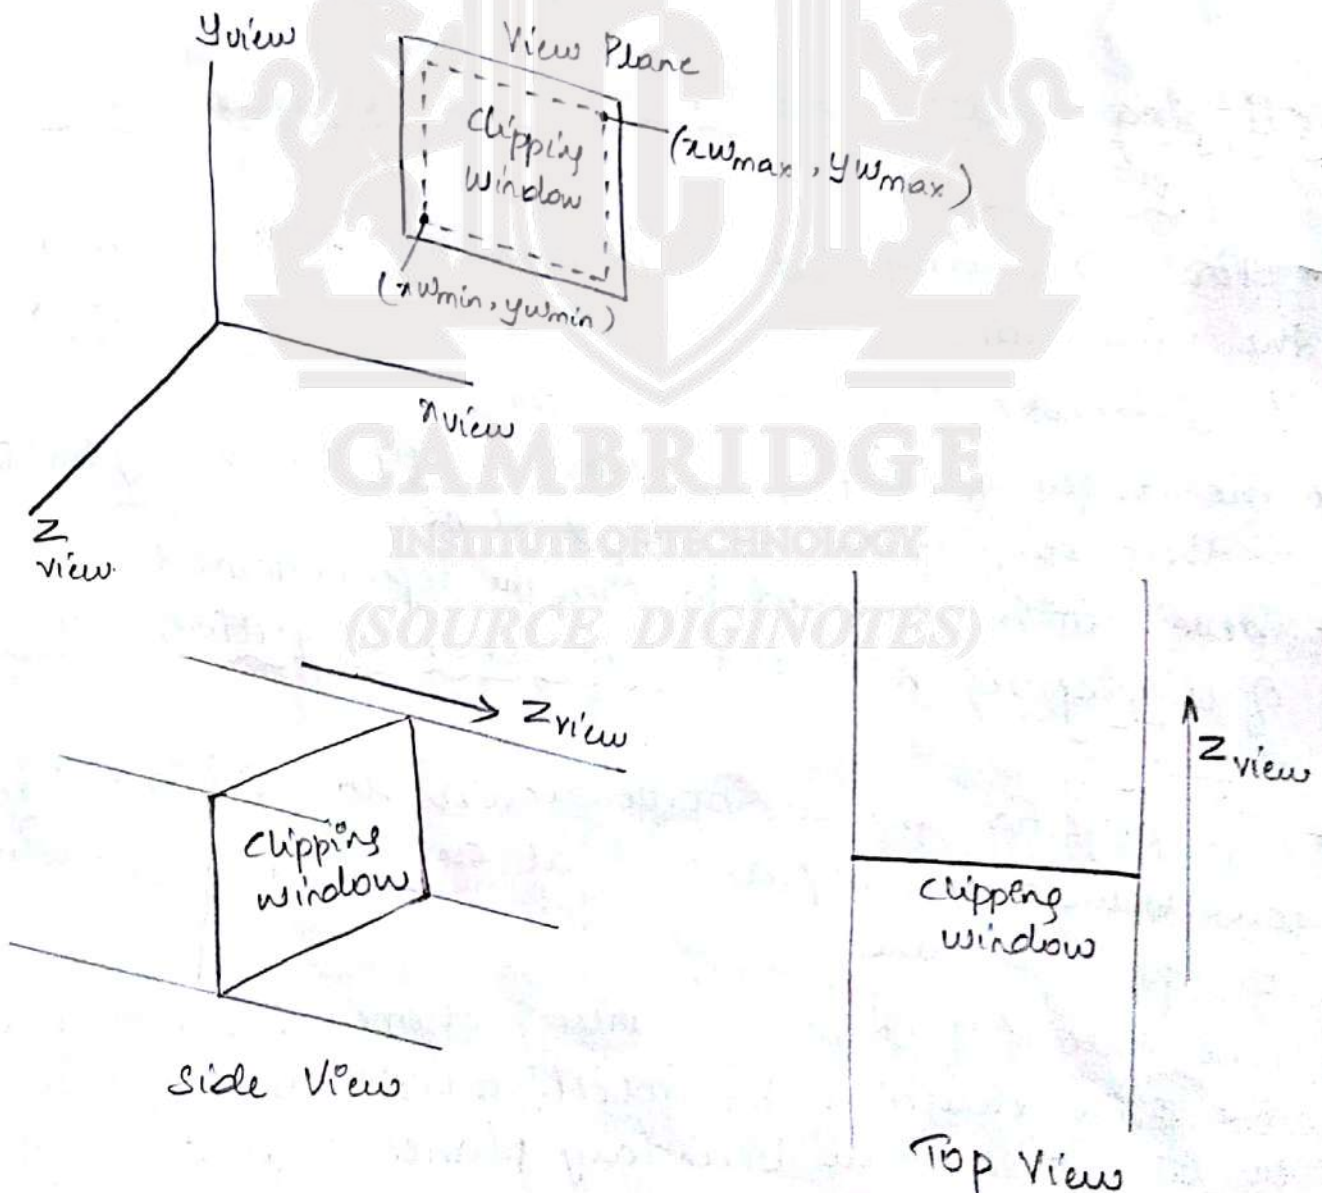 yview
View Plane
Clipping
Window
(xwmax, ywmax)
(xwmin, ywmin)
xview
z
view
CAMBRIDGE
INSTITUTE OF TECHNOLOGY
(SOURCE DIGINOTES)
zview
Clipping
window
Side View
zview
Clipping
window
Top View